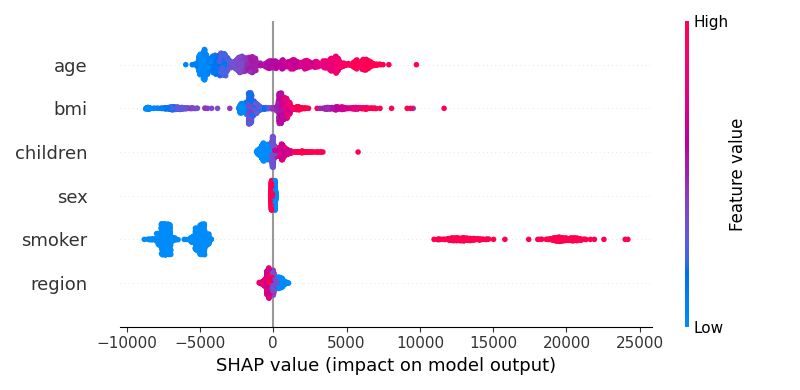 High
age
bmi
children
sex
smoker
region
Feature value
Low
−10000 −5000 0 5000 10000 15000 20000 25000
SHAP value (impact on model output)